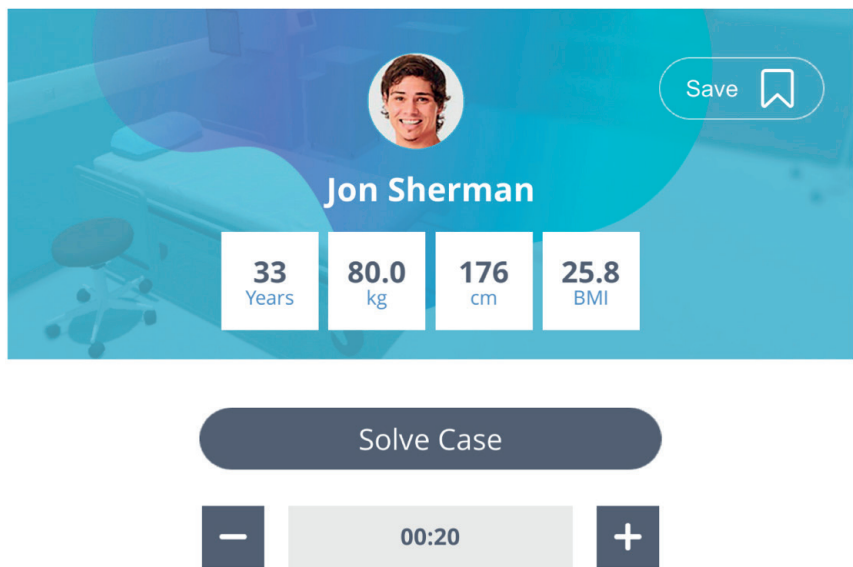 Save
Jon Sherman
33 80.0 176 25.8
Years kg cm BMI
Solve Case
00:20